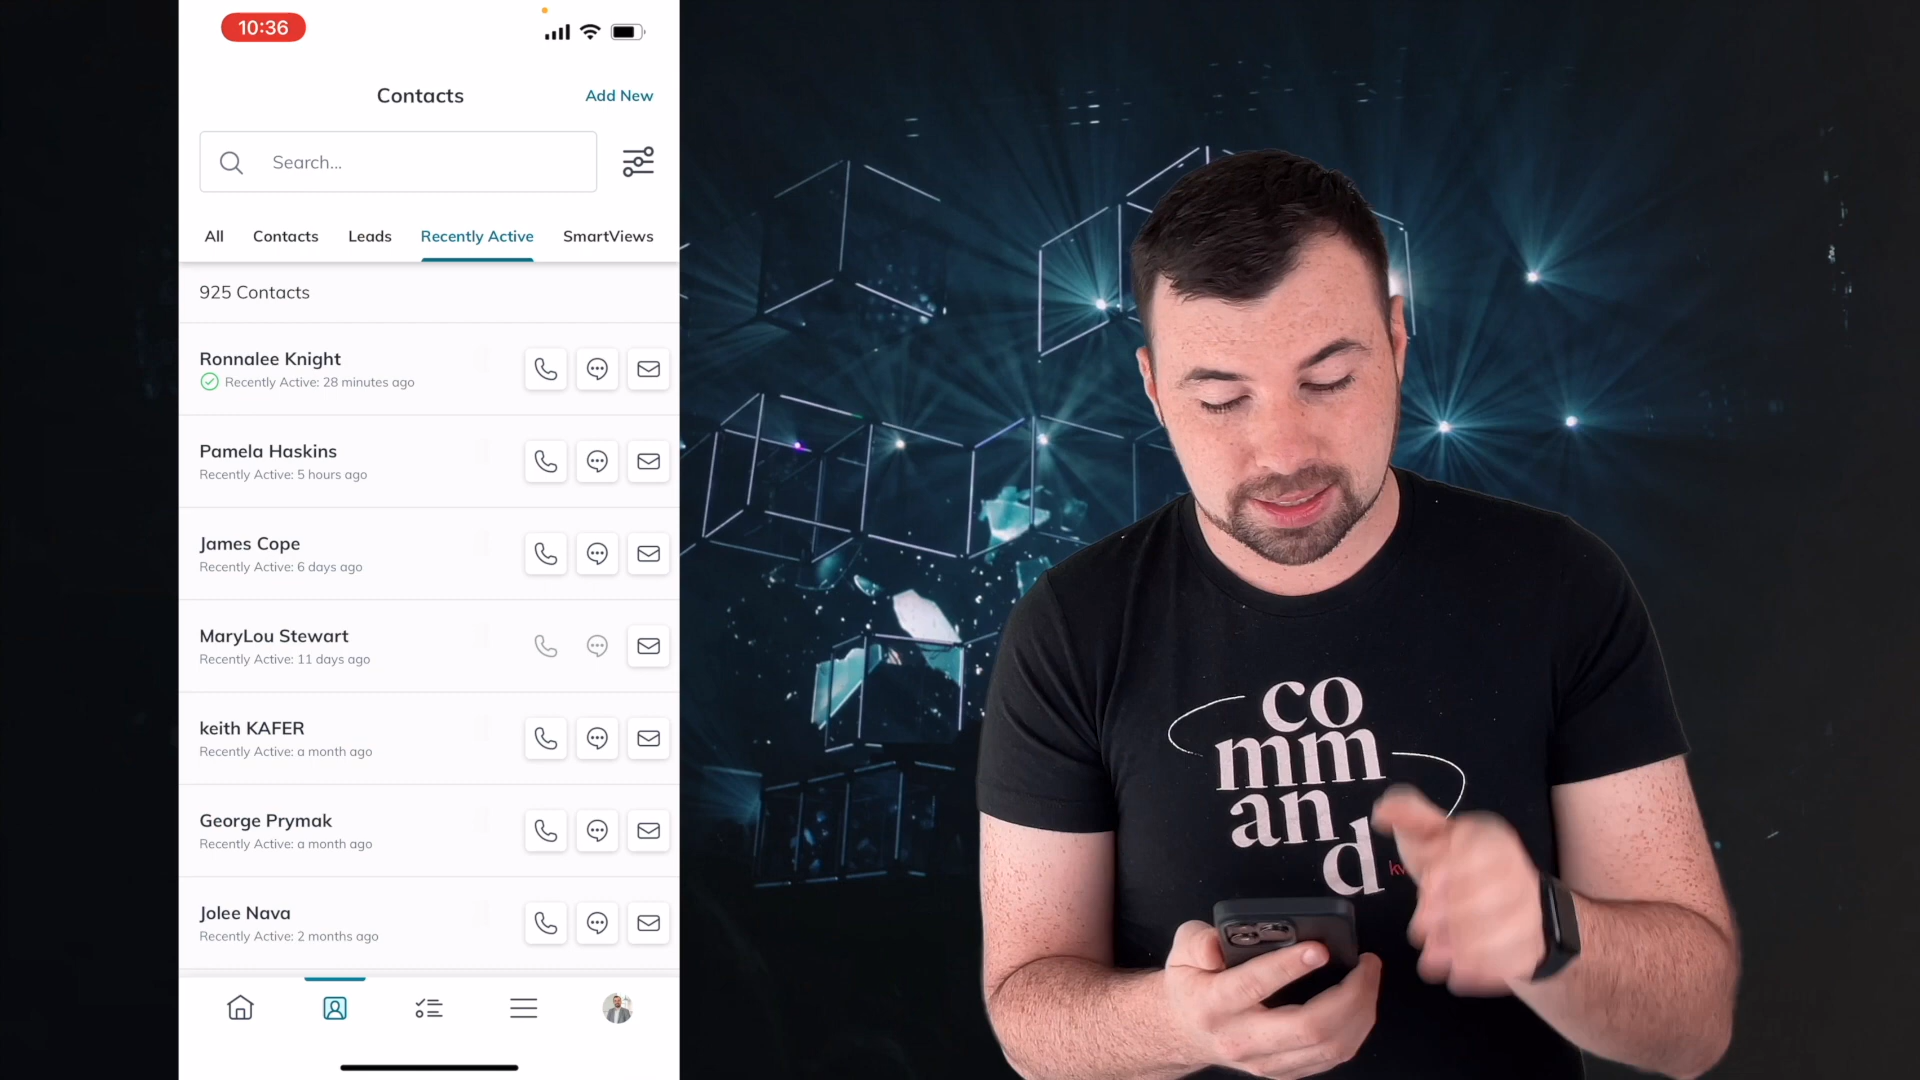 10:36
Contacts
Add New
Search...
All Contacts Leads Recently Active SmartViews
925 Contacts
Ronnalee Knight
Recently Active: 28 minutes ago
Pamela Haskins
Recently Active: 5 hours ago
James Cope
Recently Active: 6 days ago
MaryLou Stewart
Recently Active: 11 days ago
keith KAFER
Recently Active: a month ago
George Prymak
Recently Active: a month ago
Jolee Nava
Recently Active: 2 months ago
co
mm
an
d